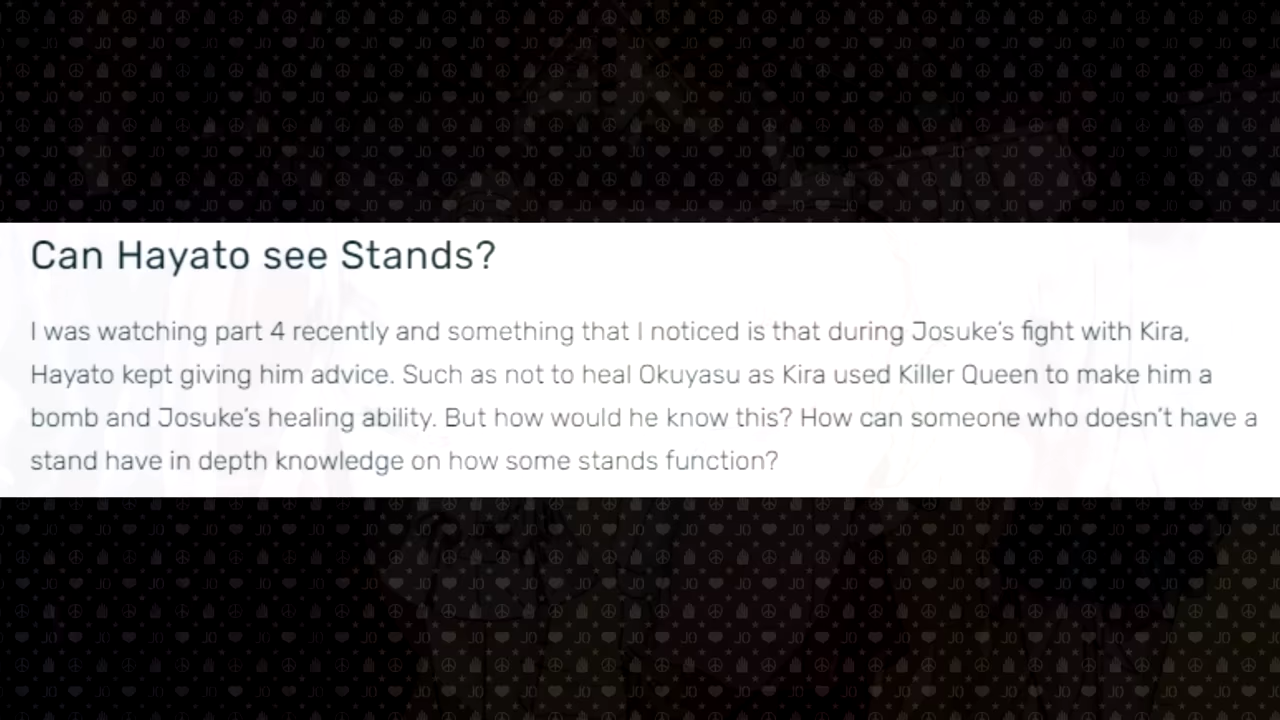 Can Hayato see Stands?
I was watching part 4 recently and something that I noticed is that during Josuke's fight with Kira,
Hayato kept giving him advice. Such as not to heal Okuyasu as Kira used Killer Queen to make him a
bomb and Josuke's healing ability. But how would he know this? How can someone who doesn't have a
stand have in depth knowledge on how some stands function?